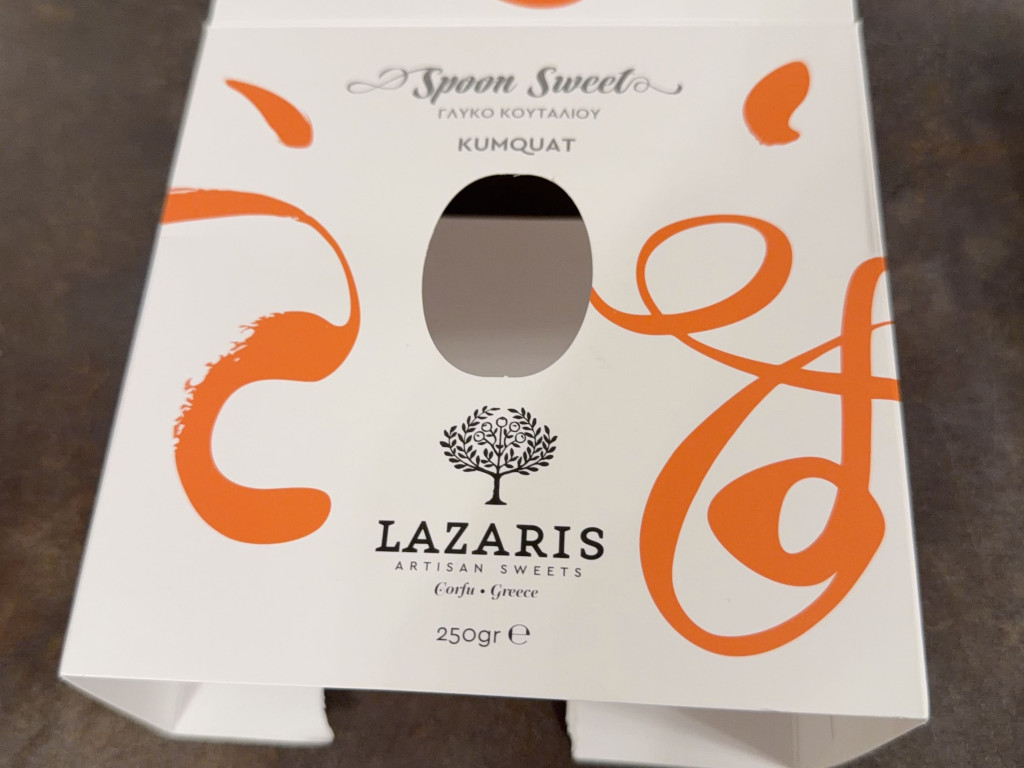 Spoon Sweet
ΓΛΥΚΟ ΚΟΥΤΑΛΙΟΥ
KUMQUAT
LAZARIS
ARTISAN SWEETS
Corfu • Greece
250gr ℮